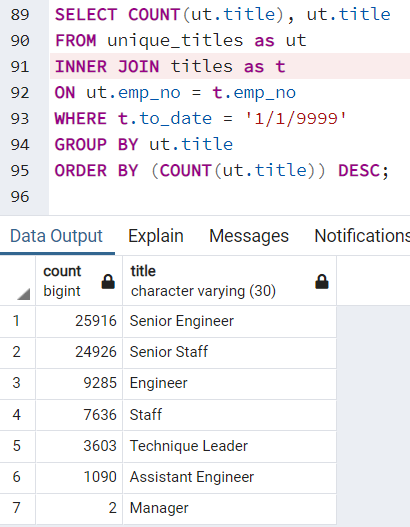 89 SELECT COUNT(ut.title), ut.title
90 FROM unique_titles as ut
91 INNER JOIN titles as t
92 ON ut.emp_no = t.emp_no
93 WHERE t.to_date = '1/1/9999'
94 GROUP BY ut.title
95 ORDER BY (COUNT(ut.title)) DESC;
96
Data Output Explain Messages Notifications
count title
bigint character varying (30)
1 25916 Senior Engineer
2 24926 Senior Staff
3 9285 Engineer
4 7636 Staff
5 3603 Technique Leader
6 1090 Assistant Engineer
7 2 Manager